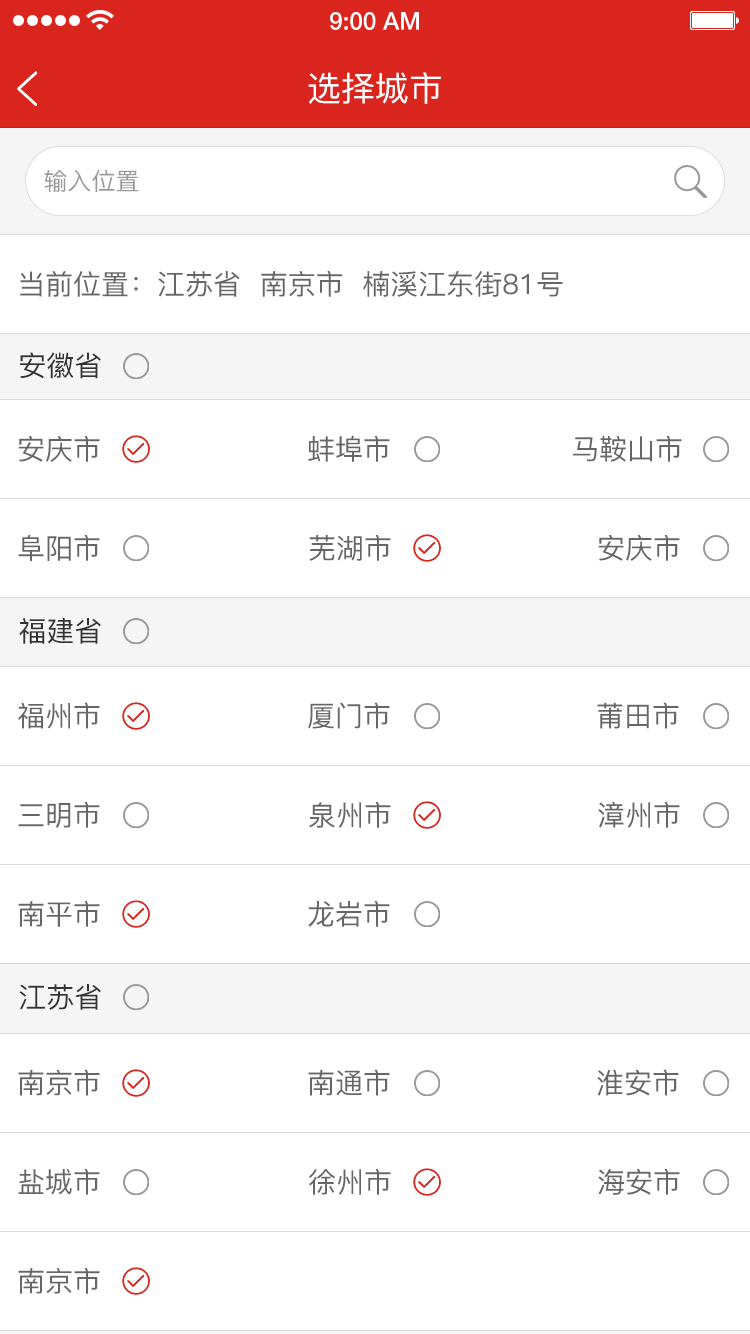 9:00 AM
选择城市
输入位置
当前位置：江苏省 南京市 楠溪江东街81号
安徽省
安庆市 蚌埠市 马鞍山市
阜阳市 芜湖市 安庆市
福建省
福州市 厦门市 莆田市
三明市 泉州市 漳州市
南平市 龙岩市
江苏省
南京市 南通市 淮安市
盐城市 徐州市 海安市
南京市